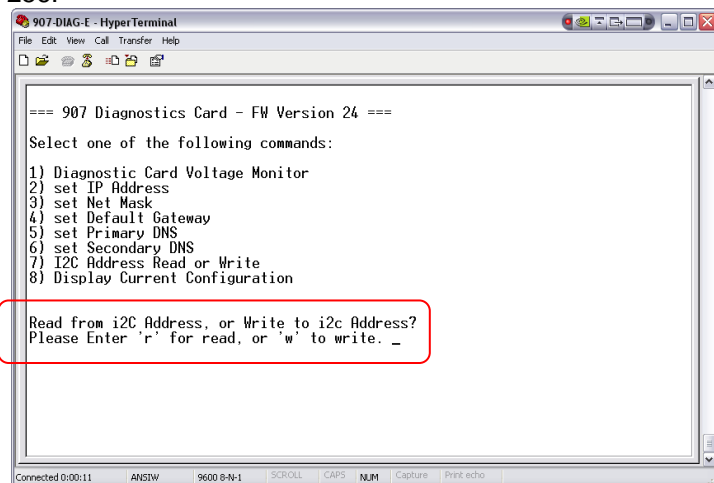 907-DIAG-E - HyperTerminal
File Edit View Call Transfer Help
=== 907 Diagnostics Card - FW Version 24 ===
Select one of the following commands:
1) Diagnostic Card Voltage Monitor
2) set IP Address
3) set Net Mask
4) set Default Gateway
5) set Primary DNS
6) set Secondary DNS
7) I2C Address Read or Write
8) Display Current Configuration
Read from i2C Address, or Write to i2c Address?
Please Enter 'r' for read, or 'w' to write. _
Connected 0:00:11 ANSIW 9600 8-N-1 SCROLL CAPS NUM Capture Print echo